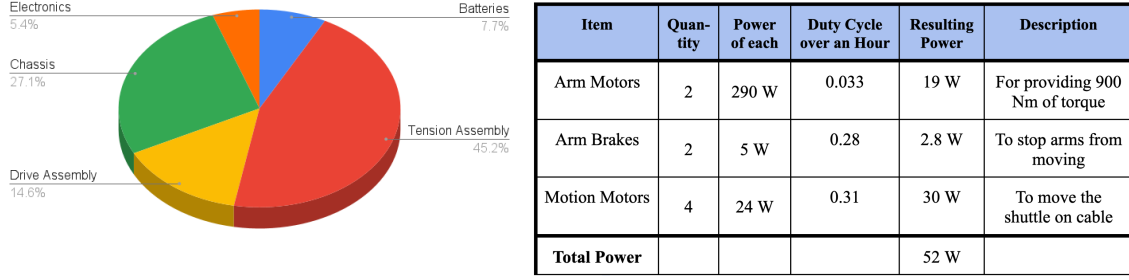 Electronics
5.4%
Batteries
7.7%
Chassis
27.1%
Tension Assembly
45.2%
Drive Assembly
14.6%
Item Quan- Power Duty Cycle Resulting Description
tity of each over an Hour Power
Arm Motors 2 290 W 0.033 19 W For providing 900
Nm of torque
Arm Brakes 2 5 W 0.28 2.8 W To stop arms from
moving
Motion Motors 4 24 W 0.31 30 W To move the
shuttle on cable
Total Power 52 W